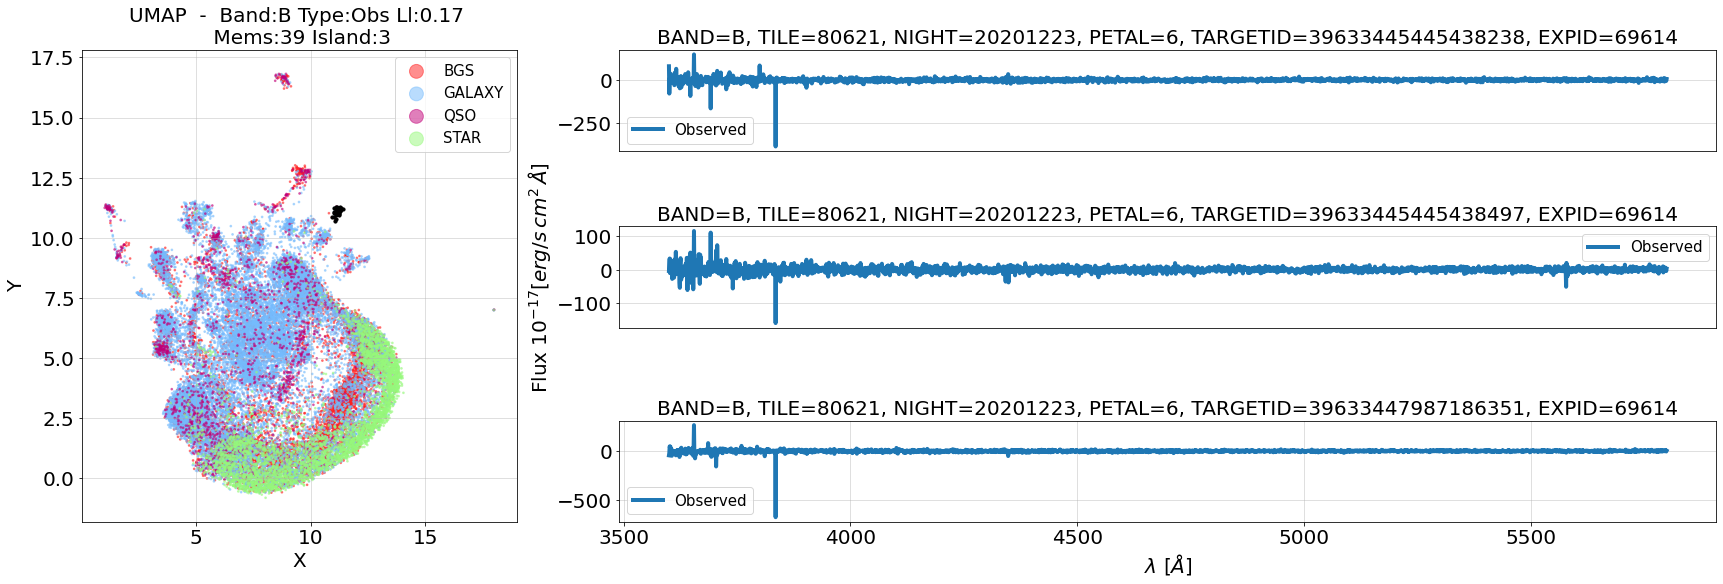 UMAP - Band:B Type:Obs Ll:0.17
Mems:39 Island:3
17.5
15.0
12.5
10.0
7.5
5.0
2.5
0.0
Y
5
10
15
X
BGS
GALAXY
QSO
STAR
Flux 10⁻¹⁷[erg/s cm² Å]
BAND=B, TILE=80621, NIGHT=20201223, PETAL=6, TARGETID=39633445445438238, EXPID=69614
0
−250
Observed
BAND=B, TILE=80621, NIGHT=20201223, PETAL=6, TARGETID=39633445445438497, EXPID=69614
100
0
−100
Observed
BAND=B, TILE=80621, NIGHT=20201223, PETAL=6, TARGETID=39633447987186351, EXPID=69614
0
−500
Observed
3500
4000
4500
5000
5500
λ [Å]